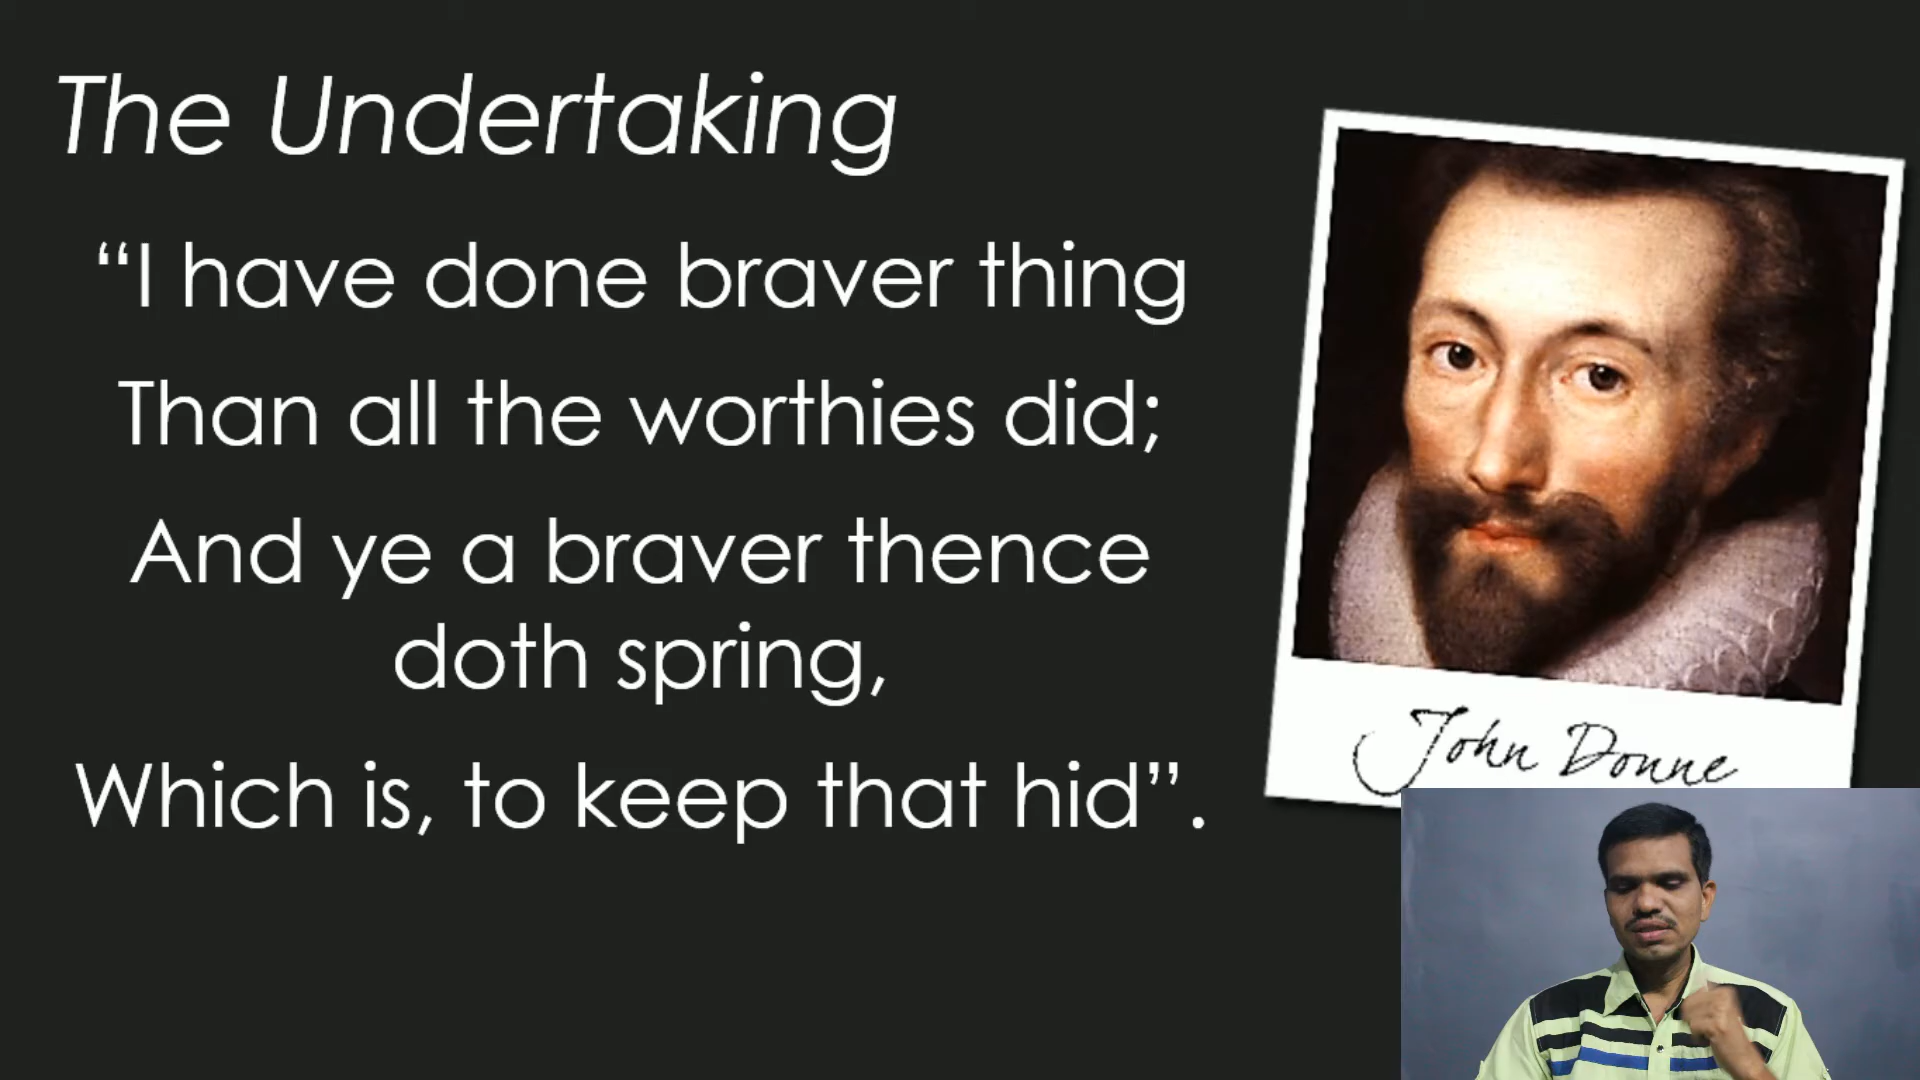 The Undertaking
“I have done braver thing
Than all the worthies did;
And ye a braver thence
doth spring,
Which is, to keep that hid”.
John Donne